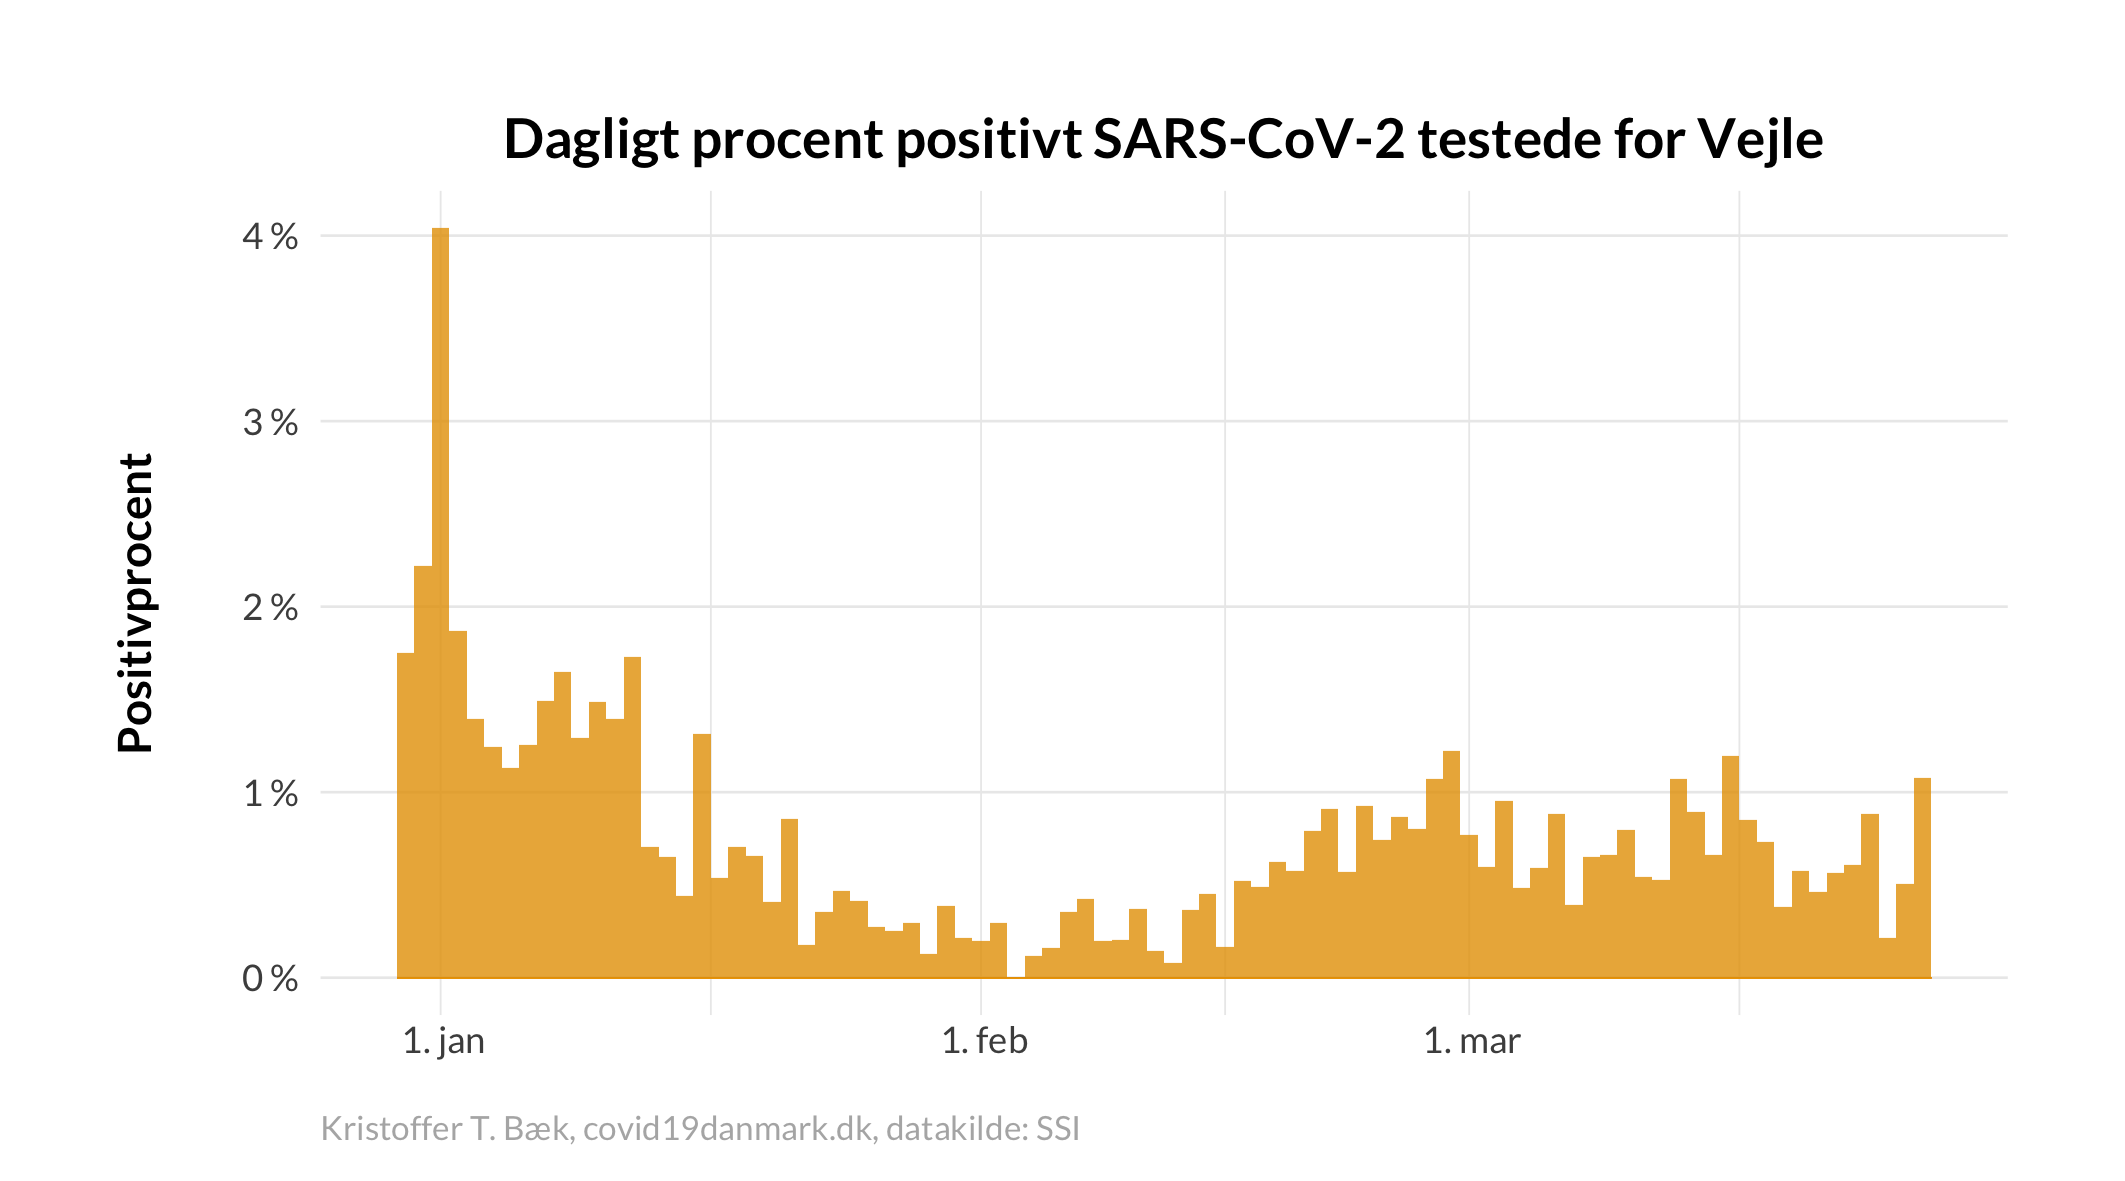 Dagligt procent positivt SARS-CoV-2 testede for Vejle
Positivprocent
4 %
3 %
2 %
1 %
0 %
1. jan
1. feb
1. mar
Kristoffer T. Bæk, covid19danmark.dk, datakilde: SSI